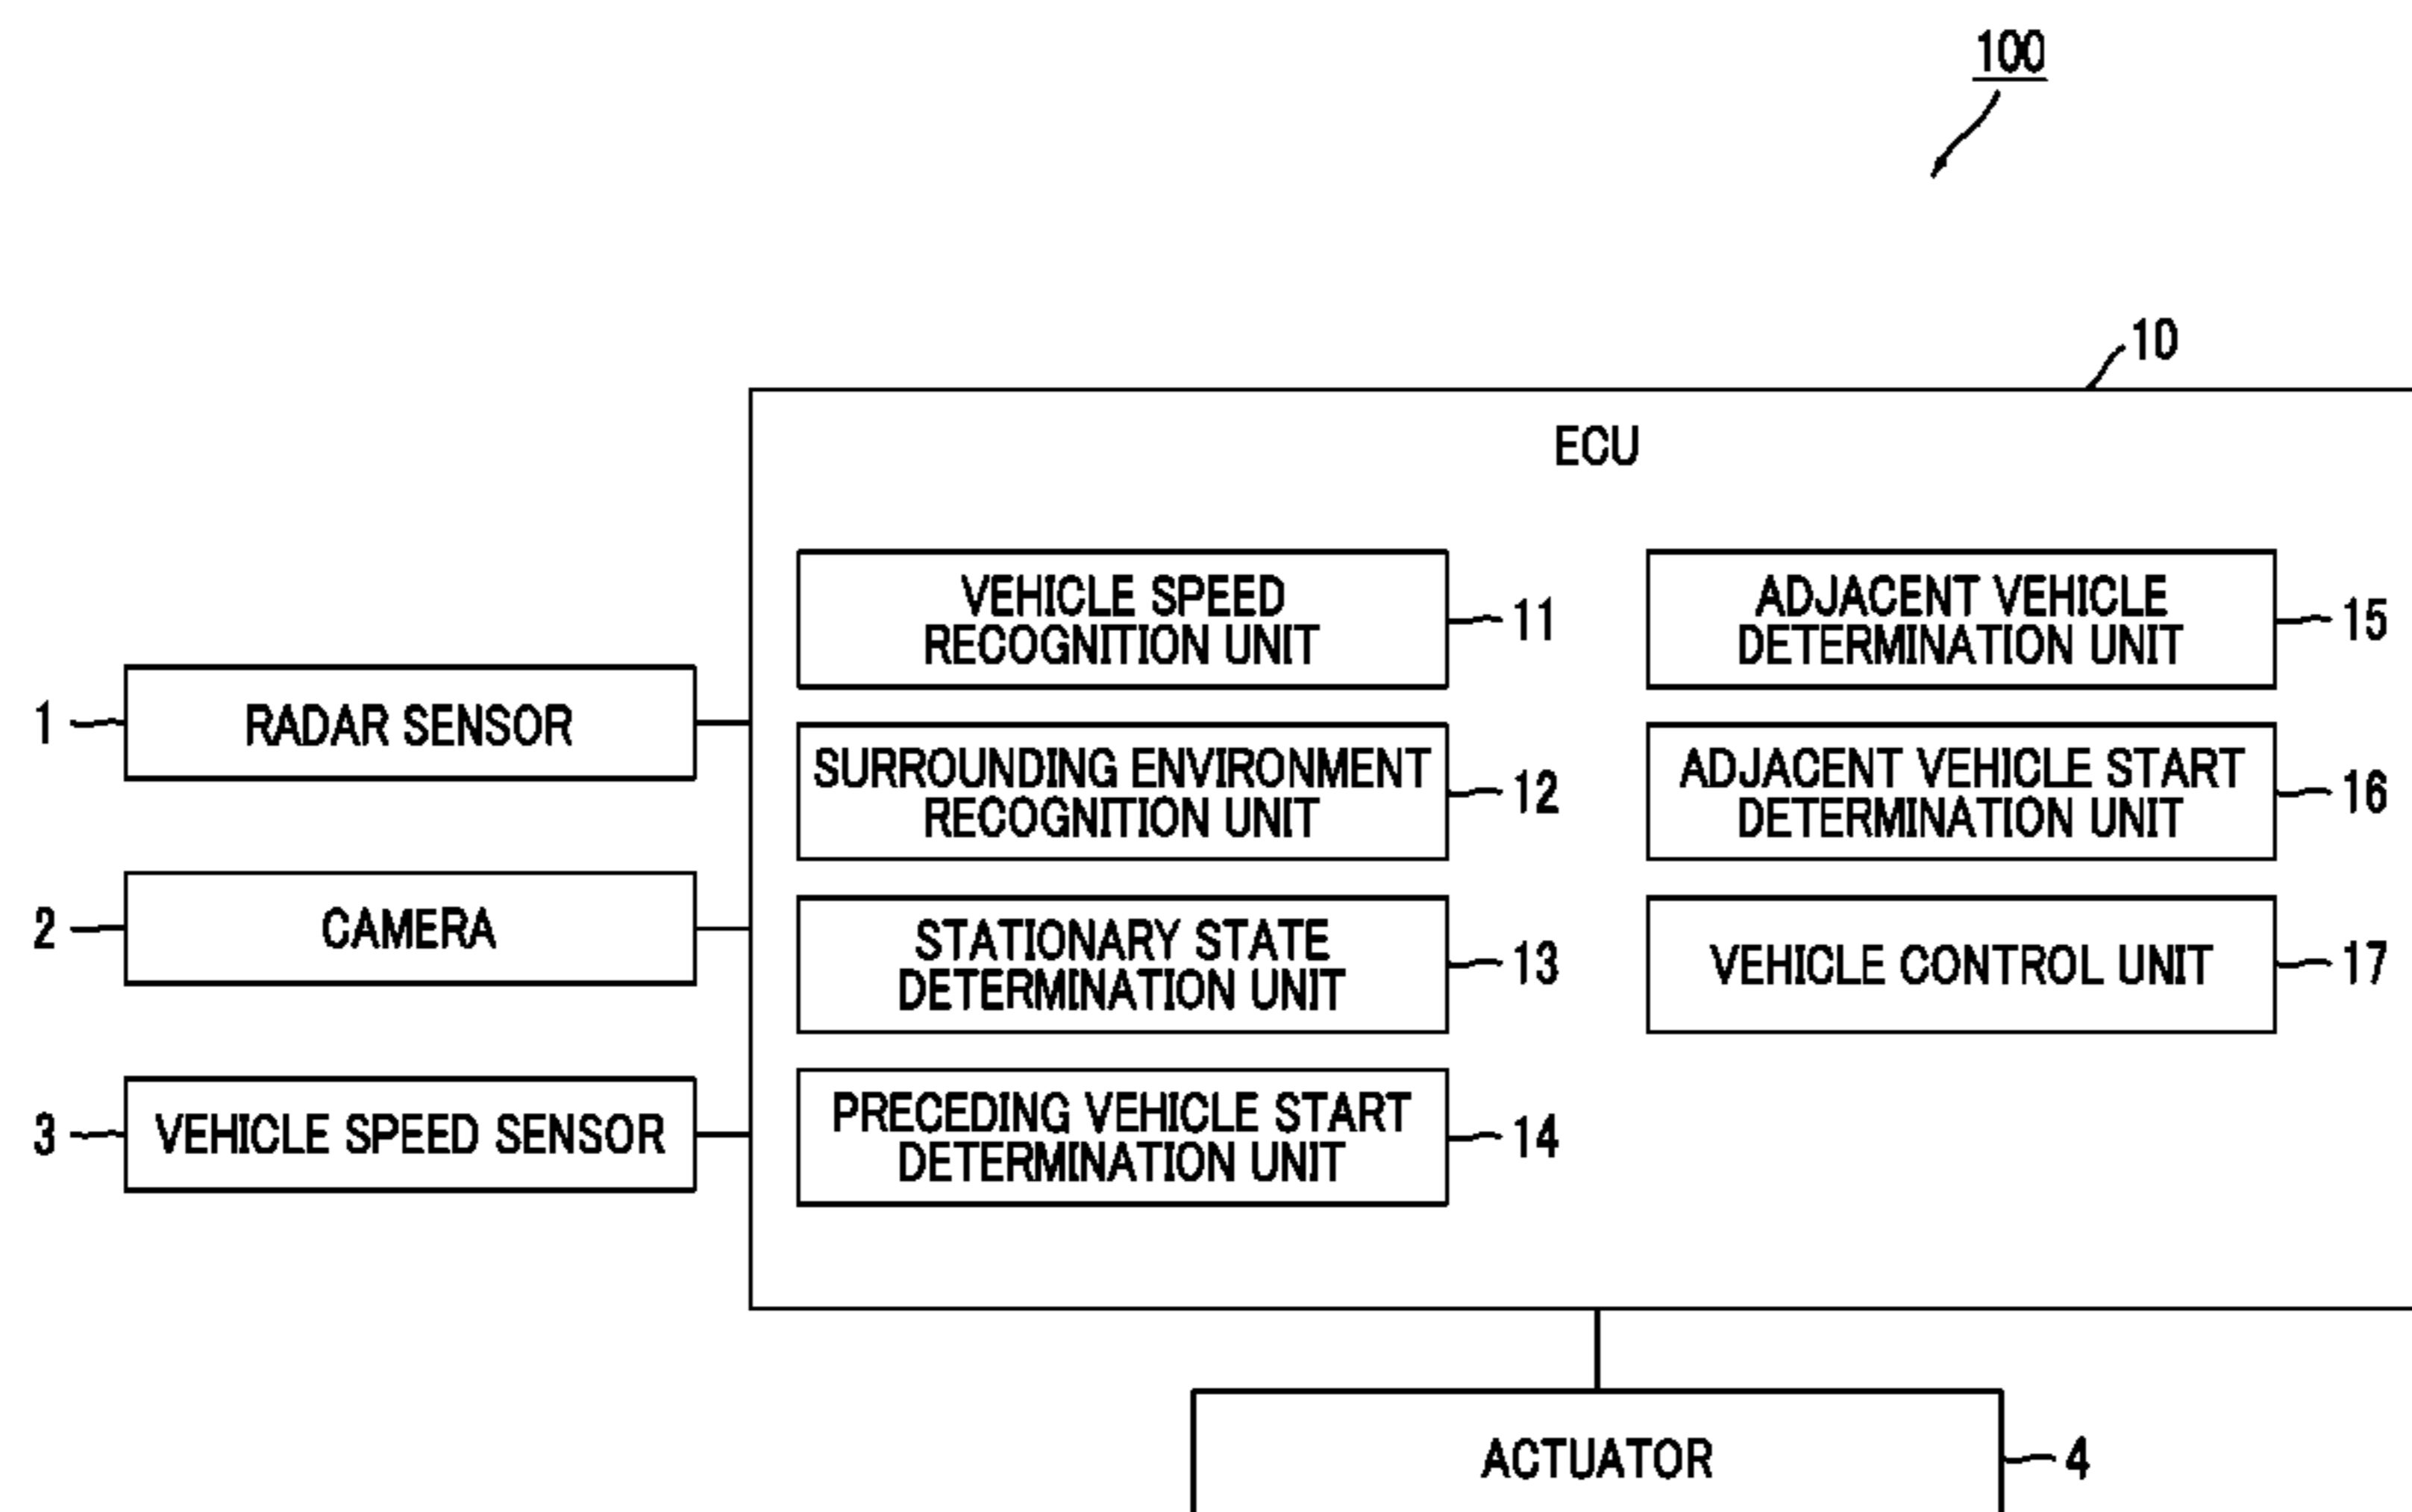 100
10
ECU
VEHICLE SPEED
RECOGNITION UNIT
11
ADJACENT VEHICLE
DETERMINATION UNIT
15
1
RADAR SENSOR
SURROUNDING ENVIRONMENT
RECOGNITION UNIT
12
ADJACENT VEHICLE START
DETERMINATION UNIT
16
2
CAMERA
STATIONARY STATE
DETERMINATION UNIT
13
VEHICLE CONTROL UNIT
17
3
VEHICLE SPEED SENSOR
PRECEDING VEHICLE START
DETERMINATION UNIT
14
ACTUATOR
4